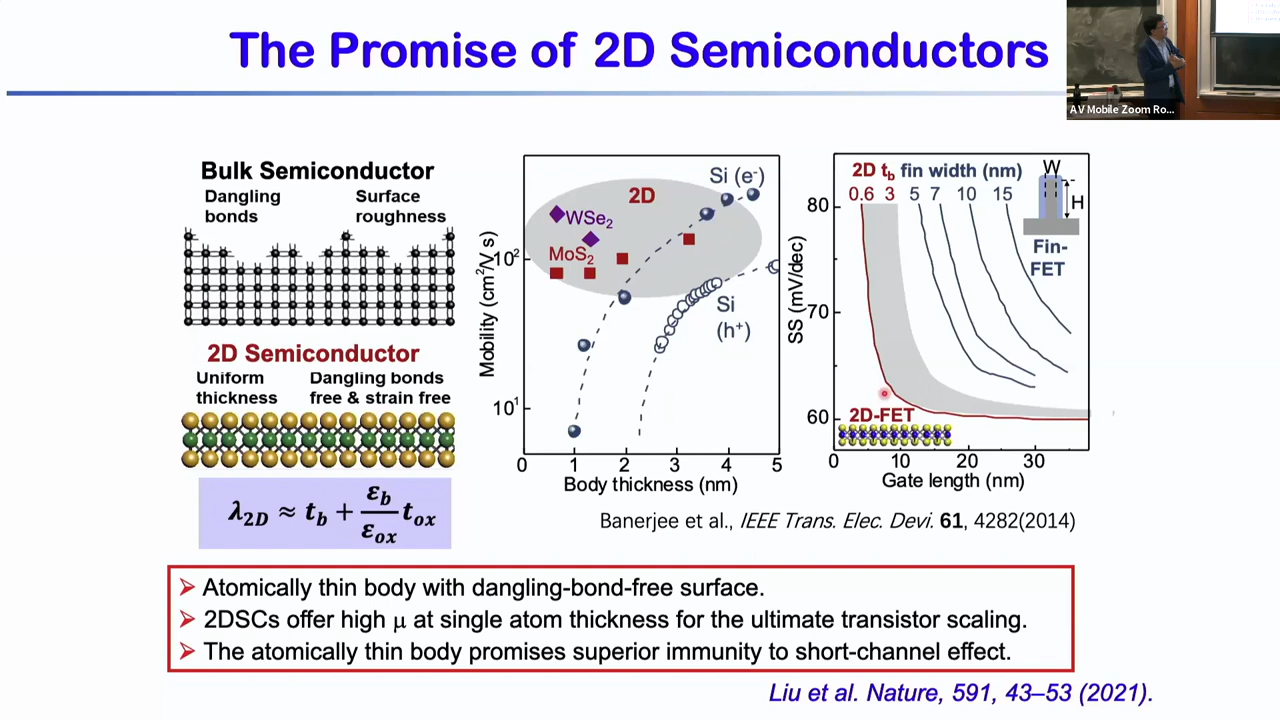 The Promise of 2D Semiconductors
AV Mobile Zoom Ro...
Bulk Semiconductor
Dangling bonds
Surface roughness
2D Semiconductor
Uniform thickness
Dangling bonds free & strain free
λ2D ≈ tb + εb/εox tox
Mobility (cm²/V s)
10²
10¹
2D
WSe₂
MoS₂
Si (e⁻)
Si (h⁺)
0 1 2 3 4 5
Body thickness (nm)
SS (mV/dec)
80
70
60
2D tb fin width (nm)
0.6 3 5 7 10 15
W
H
Fin-FET
2D-FET
0 10 20 30
Gate length (nm)
Banerjee et al., IEEE Trans. Elec. Devi. 61, 4282(2014)
➢ Atomically thin body with dangling-bond-free surface.
➢ 2DSCs offer high μ at single atom thickness for the ultimate transistor scaling.
➢ The atomically thin body promises superior immunity to short-channel effect.
Liu et al. Nature, 591, 43–53 (2021).